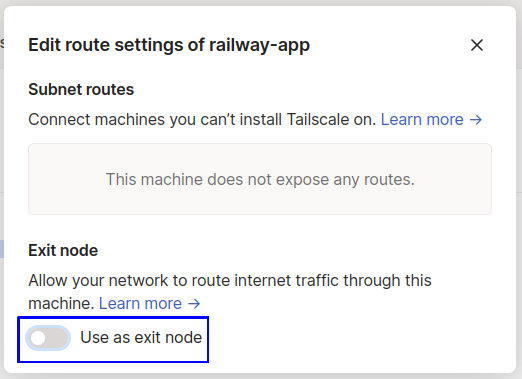 Edit route settings of railway-app
Subnet routes
Connect machines you can’t install Tailscale on. Learn more →
This machine does not expose any routes.
Exit node
Allow your network to route internet traffic through this
machine. Learn more →
Use as exit node